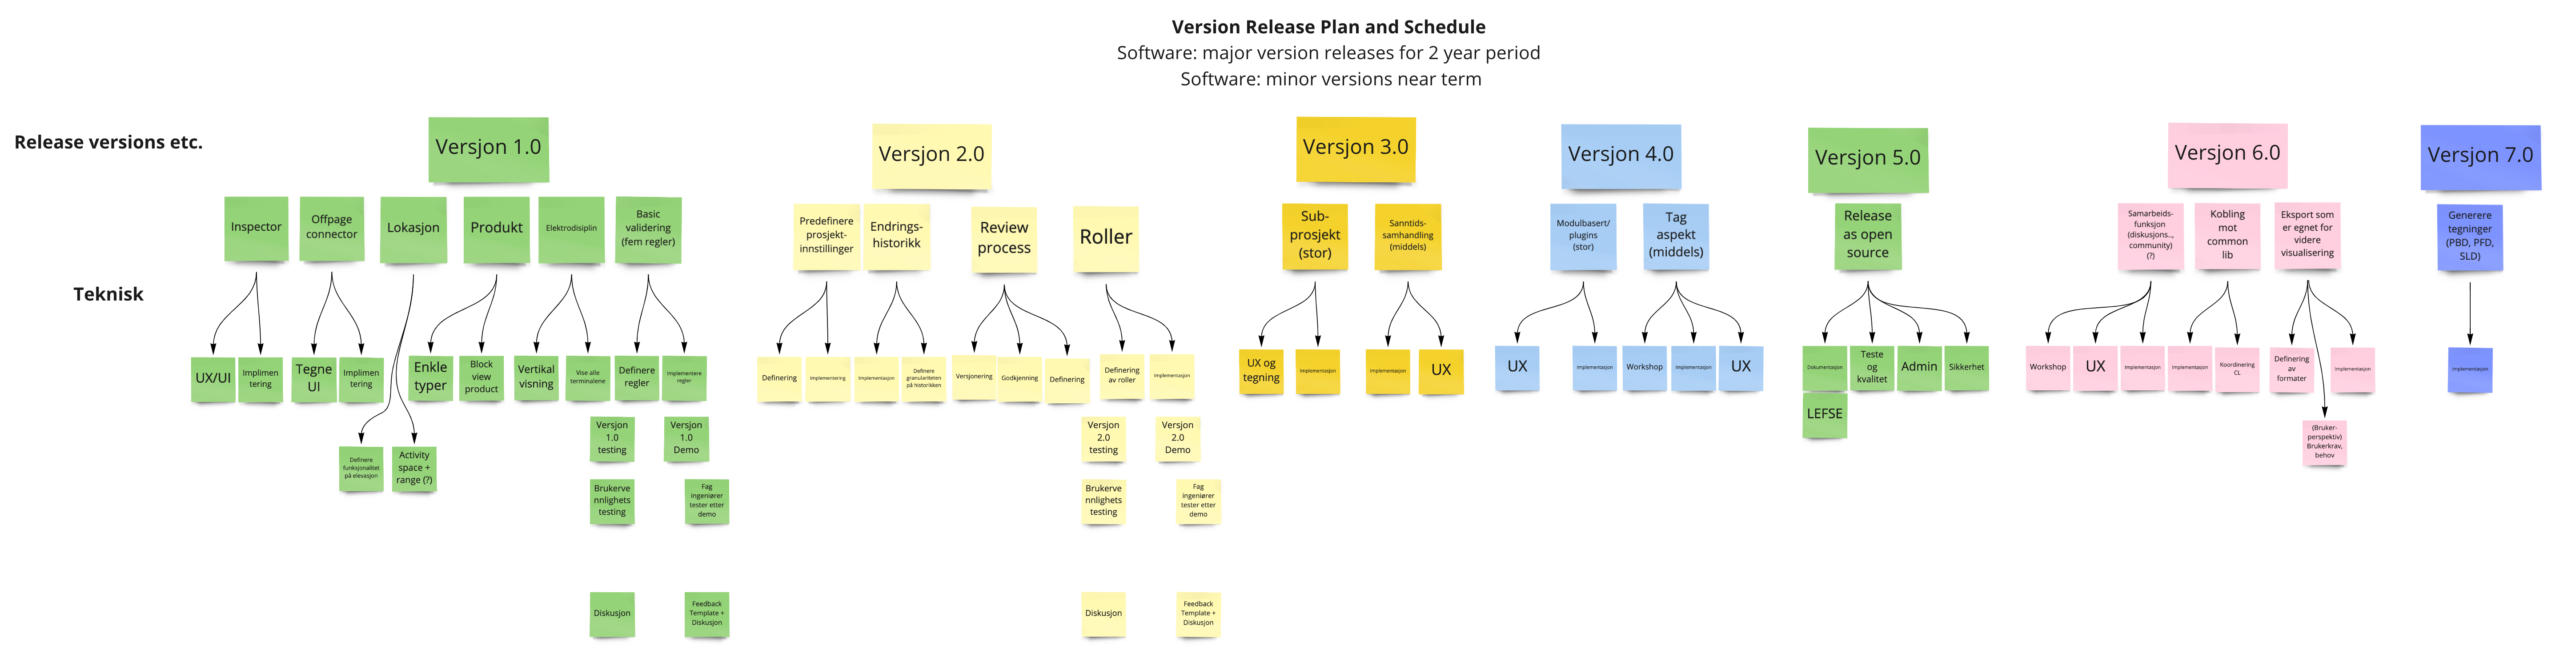 Version Release Plan and Schedule
Software: major version releases for 2 year period
Software: minor versions near term
Release versions etc.
Versjon 1.0
Versjon 2.0
Versjon 3.0
Versjon 4.0
Versjon 5.0
Versjon 6.0
Versjon 7.0
Inspector
Offpage
connector
Lokasjon
Produkt
Elektrodisiplin
Basic
validering
(fem regler)
Predefinere
prosjekt-
innstillinger
Endrings-
historikk
Review
process
Roller
Sub-
prosjekt
(stor)
Sanntids-
samhandling
(middels)
Modulbasert/
plugins
(stor)
Tag
aspekt
(middels)
Release
as open
source
Samarbeids-
funksjon
(diskusjons..,
community)
(?)
Kobling
mot
common
lib
Eksport som
er egnet for
videre
visualisering
Generere
tegninger
(PBD, PFD,
SLD)
Teknisk
UX/UI
Implimen
tering
Tegne
UI
Implimen
tering
Enkle
typer
Block
view
product
Vertikal
visning
Vise alle
terminalene
Definere
regler
Implementere
regler
Definering
Implementering
Implementasjon
Definere
granulariteten
på historikken
Versjonering
Godkjenning
Definering
Definering
av roller
Implementasjon
UX og
tegning
Implementasjon
Implementasjon
UX
UX
Implementasjon
Workshop
Implementasjon
UX
Dokumentasjon
Teste
og
kvalitet
Admin
Sikkerhet
LEFSE
Workshop
UX
Implementasjon
Implementasjon
Koordinering
CL
Definering
av
formater
Implementasjon
Implementasjon
(Bruker-
perspektiv)
Brukerkrav,
behov
Definere
funksjonalitet
på elevasjon
Activity
space +
range (?)
Versjon
1.0
testing
Versjon
1.0
Demo
Brukerve
nnlighets
testing
Fag
ingeniører
tester etter
demo
Diskusjon
Feedback
Template +
Diskusjon
Versjon
2.0
testing
Versjon
2.0
Demo
Brukerve
nnlighets
testing
Fag
ingeniører
tester etter
demo
Diskusjon
Feedback
Template +
Diskusjon